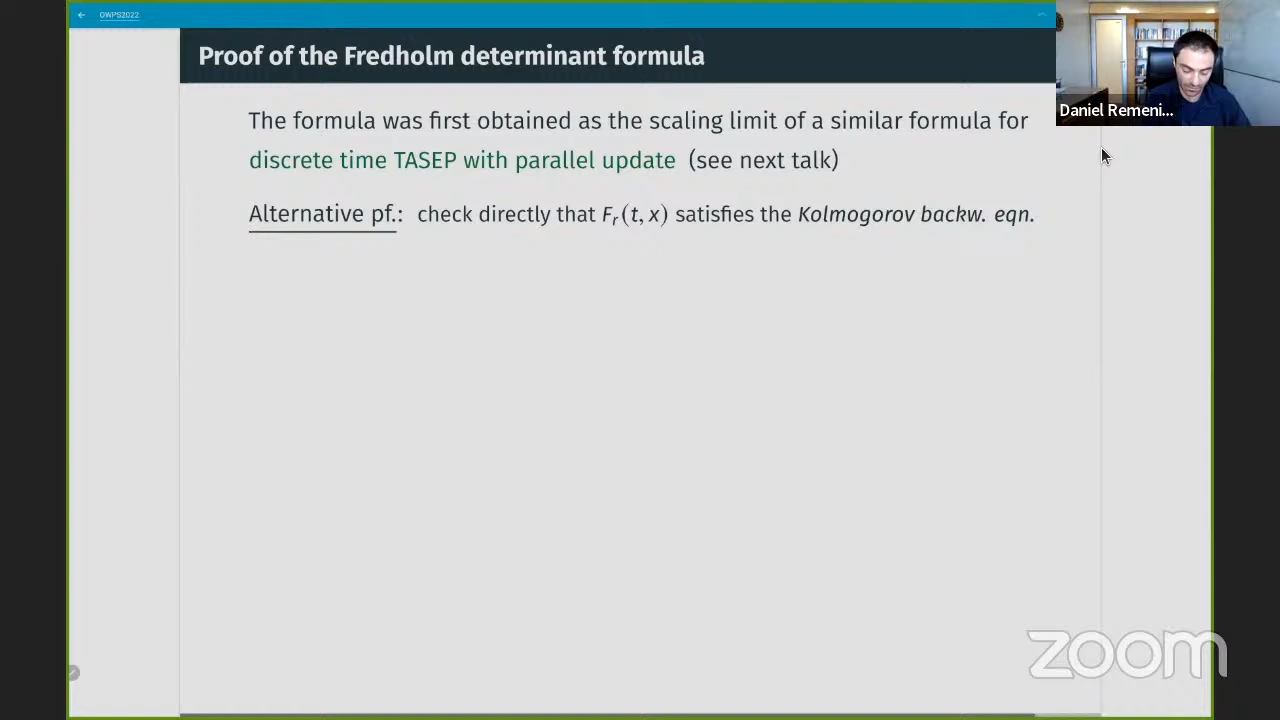 OWPS2022
Proof of the Fredholm determinant formula
Daniel Remeni...
The formula was first obtained as the scaling limit of a similar formula for
discrete time TASEP with parallel update (see next talk)
Alternative pf.: check directly that Fᵣ(t, x) satisfies the Kolmogorov backw. eqn.
zoom